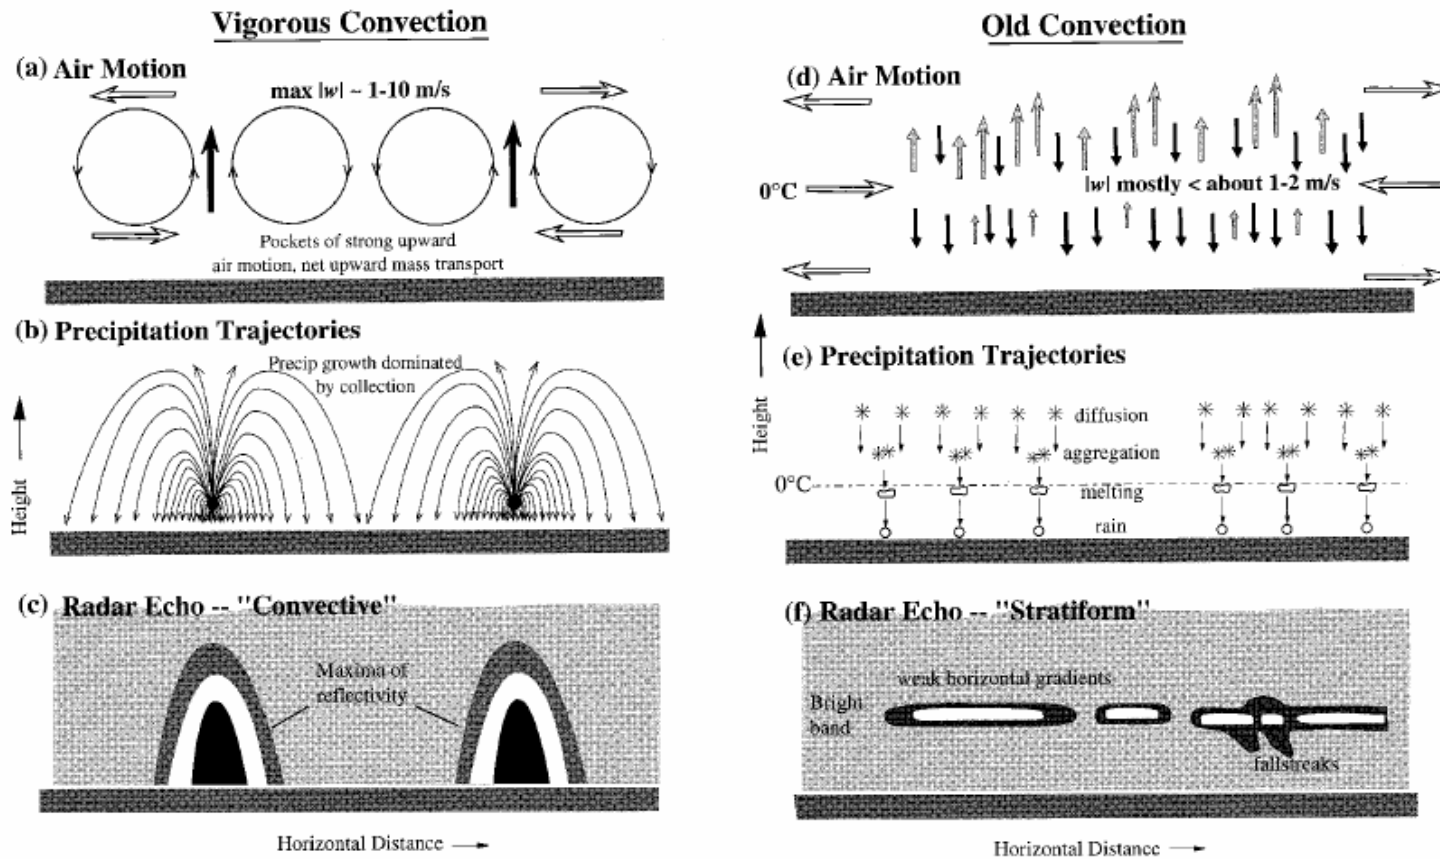 Vigorous Convection
(a) Air Motion
max |w| ~ 1-10 m/s
Pockets of strong upward
air motion, net upward mass transport
(b) Precipitation Trajectories
Precip growth dominated
by collection
Height
(c) Radar Echo -- "Convective"
Maxima of
reflectivity
Horizontal Distance
Old Convection
(d) Air Motion
0°C
|w| mostly < about 1-2 m/s
(e) Precipitation Trajectories
Height
diffusion
aggregation
0°C
melting
rain
(f) Radar Echo -- "Stratiform"
weak horizontal gradients
Bright
band
fallstreaks
Horizontal Distance